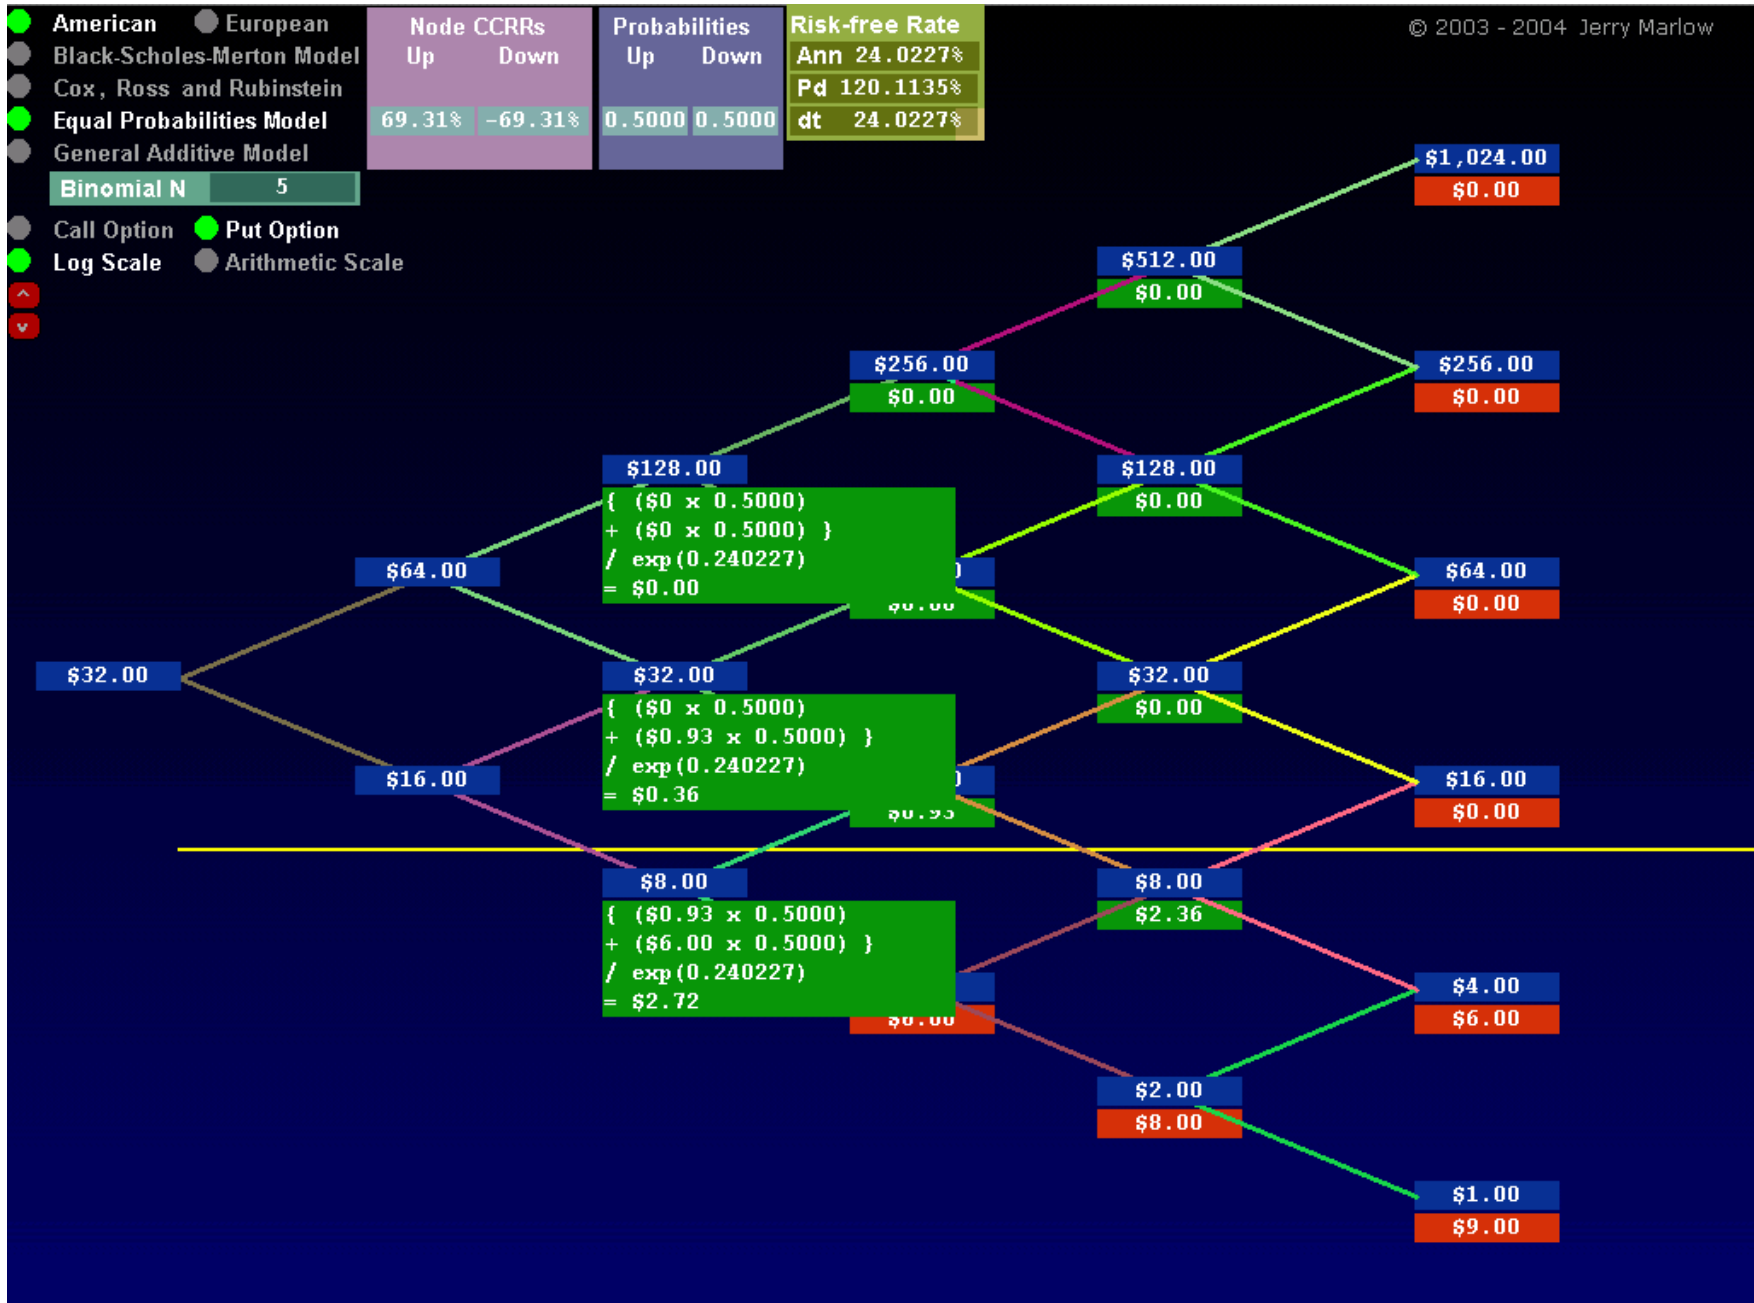 American European
Black-Scholes-Merton Model
Cox, Ross and Rubinstein
Equal Probabilities Model
General Additive Model
Binomial N 5
Call Option Put Option
Log Scale Arithmetic Scale
Node CCRRs
Up Down
69.31% -69.31%
Probabilities
Up Down
0.5000 0.5000
Risk-free Rate
Ann 24.0227%
Pd 120.1135%
dt 24.0227%
© 2003 - 2004 Jerry Marlow
$32.00
$64.00
$16.00
$128.00
{ ($0 x 0.5000)
+ ($0 x 0.5000) }
/ exp(0.240227)
= $0.00
$32.00
{ ($0 x 0.5000)
+ ($0.93 x 0.5000) }
/ exp(0.240227)
= $0.36
$8.00
{ ($0.93 x 0.5000)
+ ($6.00 x 0.5000) }
/ exp(0.240227)
= $2.72
$256.00
$0.00
$0.00
$0.93
$6.00
$512.00
$0.00
$128.00
$0.00
$32.00
$0.00
$8.00
$2.36
$2.00
$8.00
$1,024.00
$0.00
$256.00
$0.00
$64.00
$0.00
$16.00
$0.00
$4.00
$6.00
$1.00
$9.00